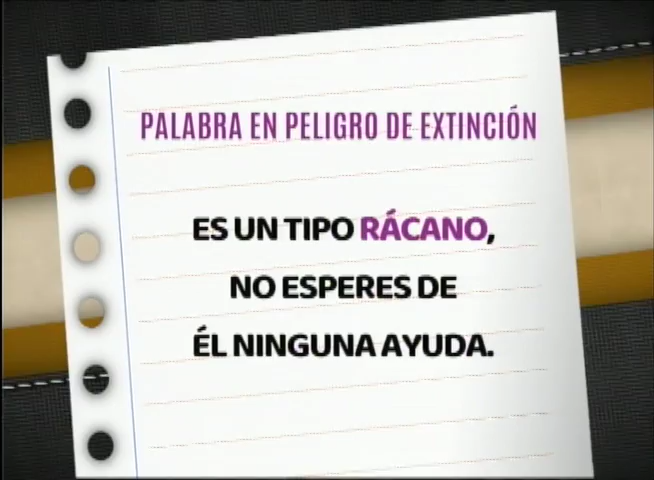 PALABRA EN PELIGRO DE EXTINCIÓN
ES UN TIPO RÁCANO,
NO ESPERES DE
ÉL NINGUNA AYUDA.